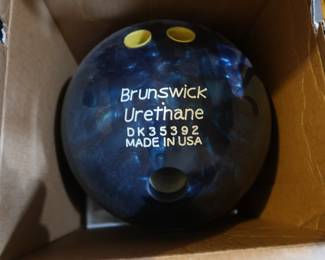 Brunswick
Urethane
DK35392
MADE IN USA